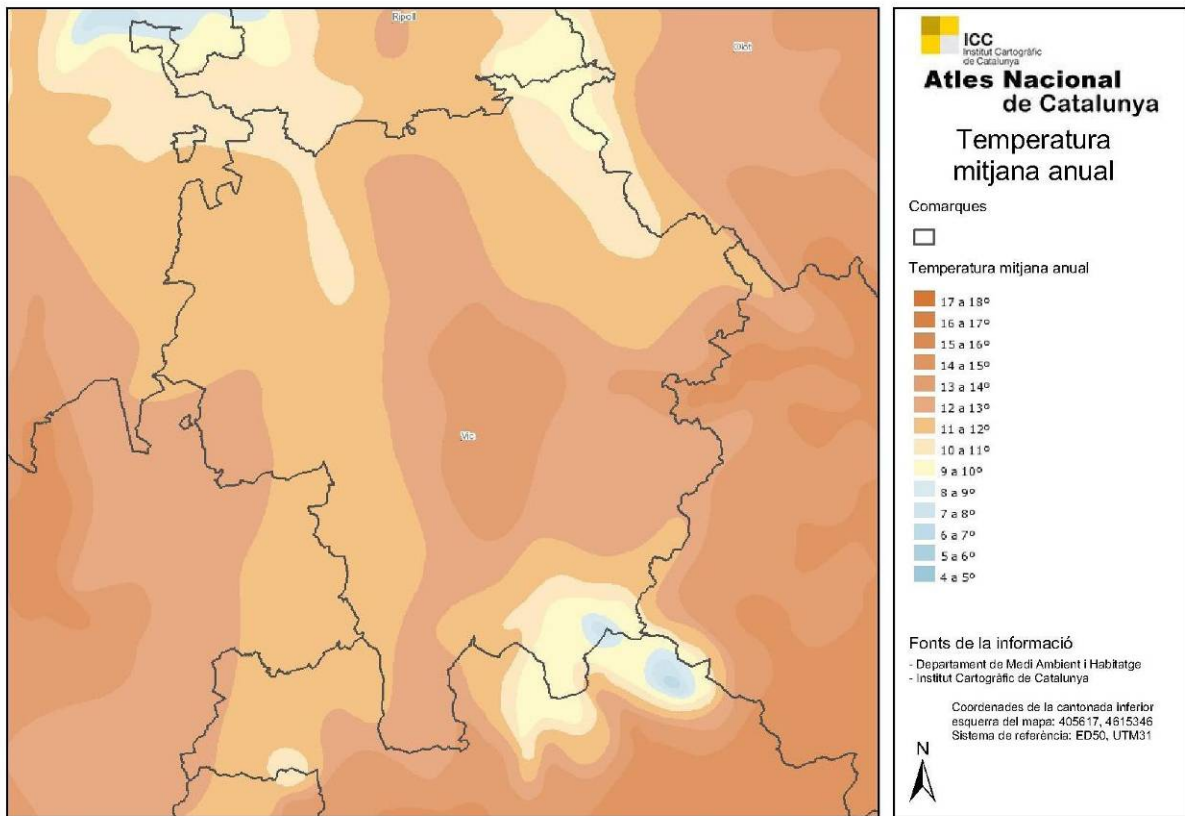 Ripoll
Olot
Vic
ICC
Institut Cartogràfic
de Catalunya
Atles Nacional
de Catalunya
Temperatura
mitjana anual
Comarques
Temperatura mitjana anual
17 a 18º
16 a 17º
15 a 16º
14 a 15º
13 a 14º
12 a 13º
11 a 12º
10 a 11º
9 a 10º
8 a 9º
7 a 8º
6 a 7º
5 a 6º
4 a 5º
Fonts de la informació
- Departament de Medi Ambient i Habitatge
- Institut Cartogràfic de Catalunya
Coordenades de la cantonada inferior
esquerra del mapa: 405617, 4615346
Sistema de referència: ED50, UTM31
N